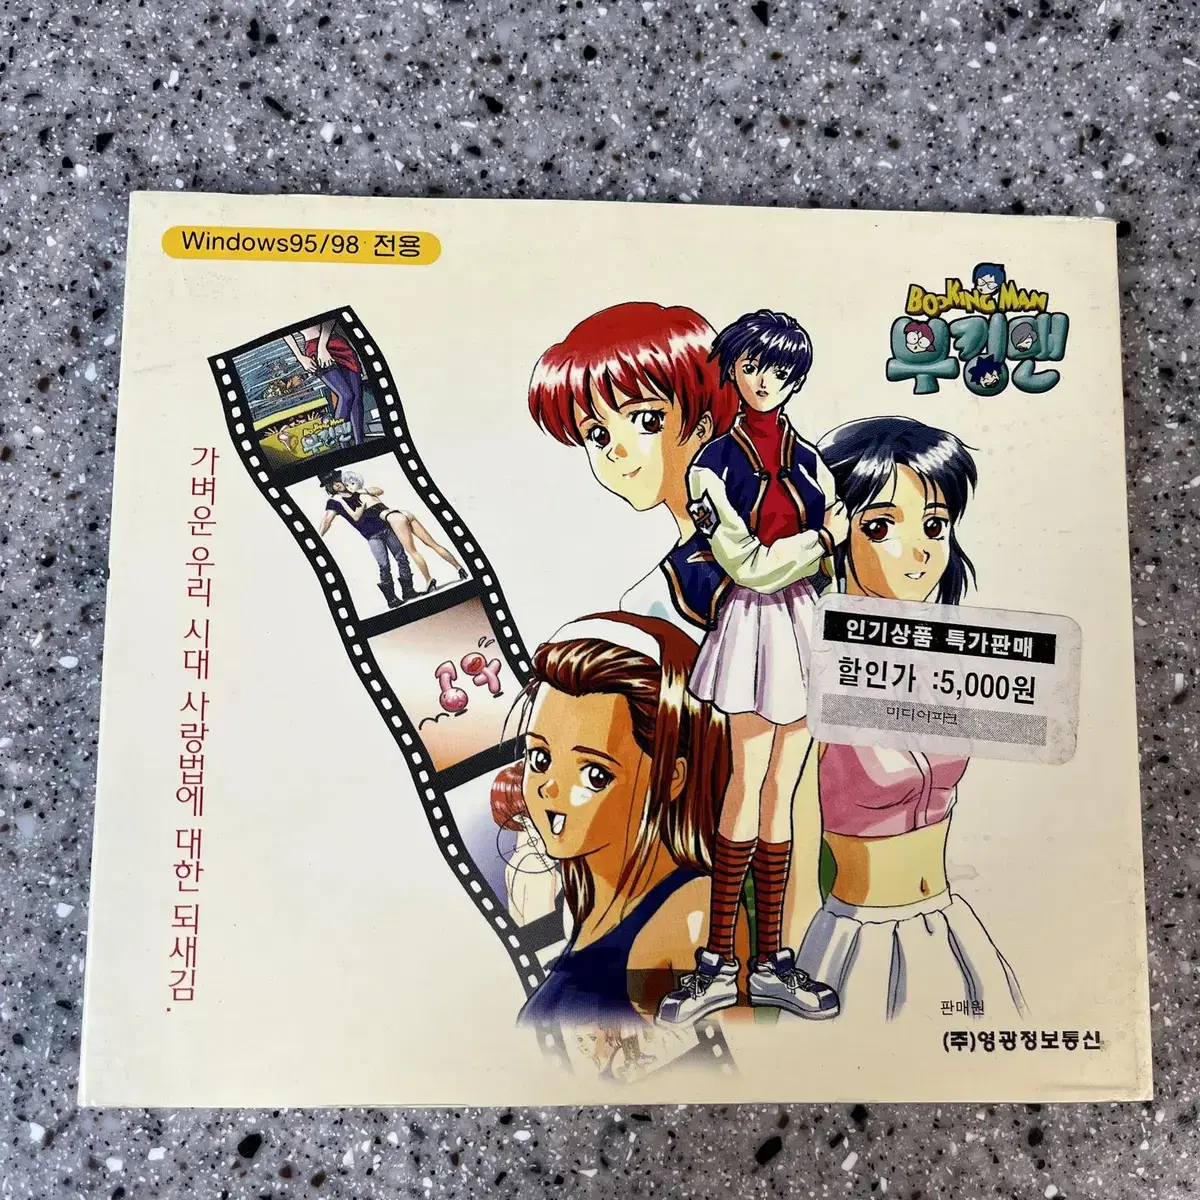 Windows95/98 전용
BOOKING MAN
부킹맨
BOOKING MAN
가벼운 우리 시대 사랑법에 대한 되새김.
인기상품 특가판매
할인가 :5,000원
미디어파크
판매원
(주)영광정보통신